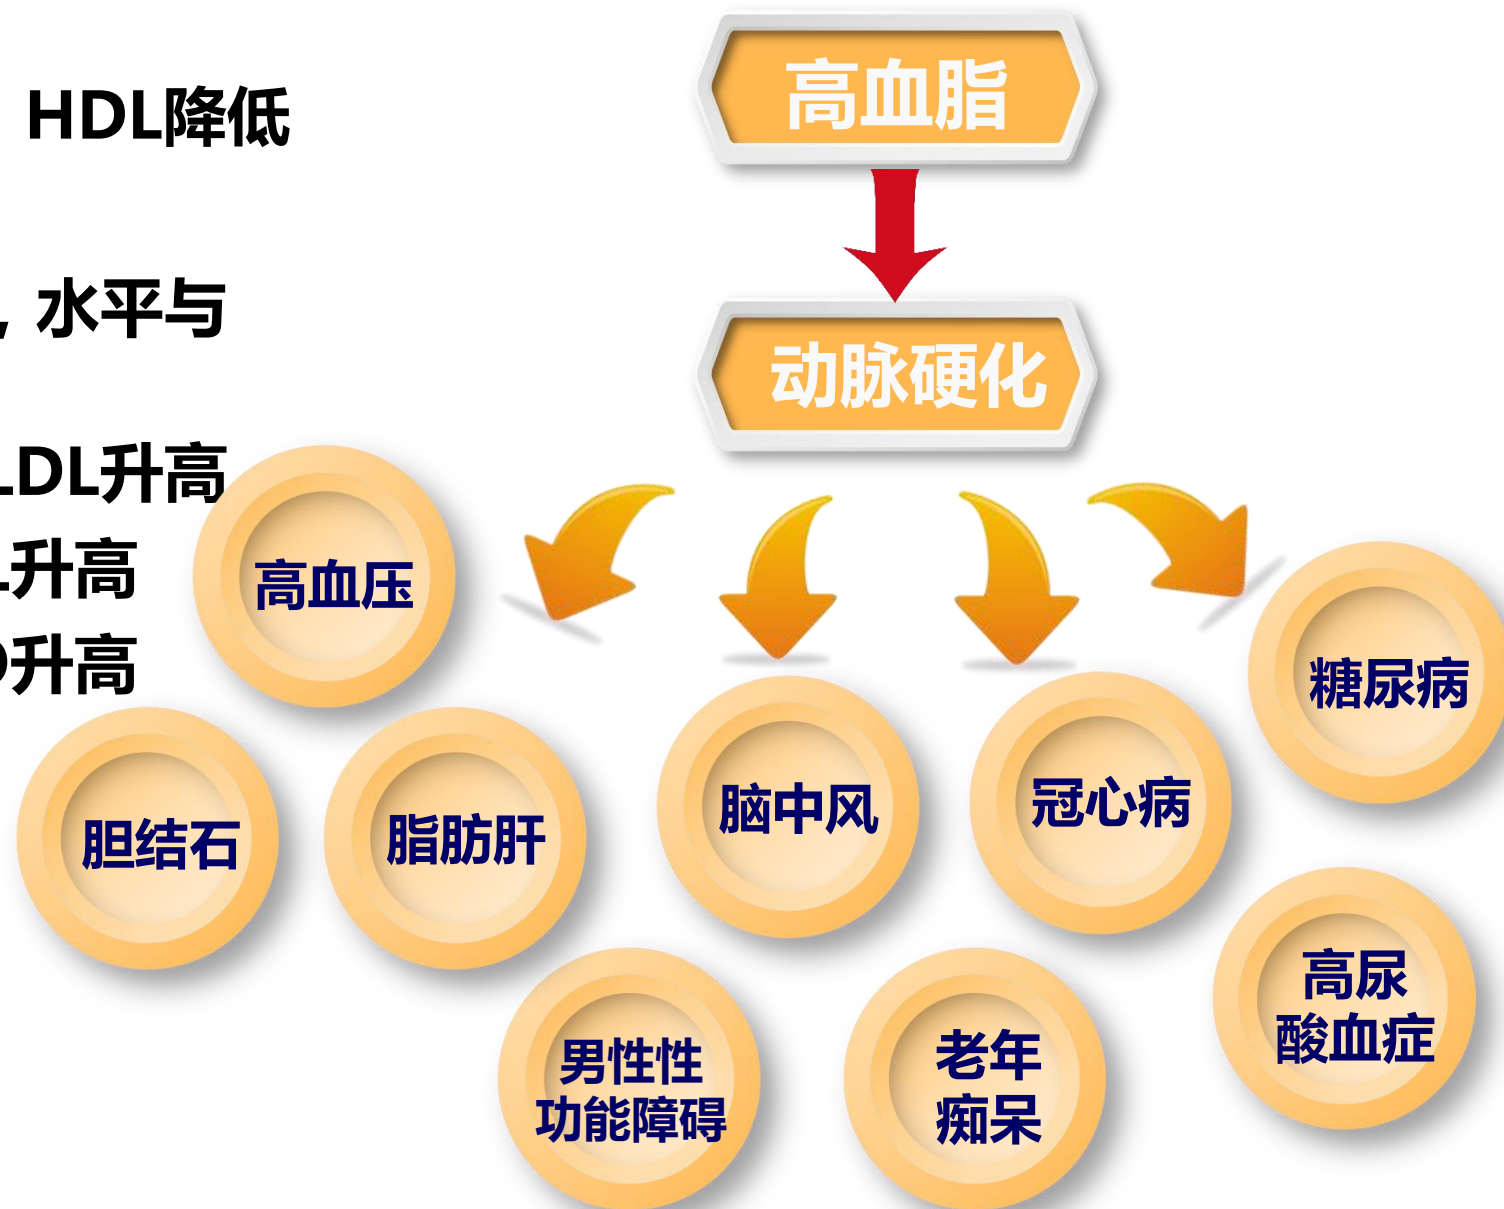 HDL降低
, 水平与
LDL升高
升高
升高
高血脂
动脉硬化
高血压
糖尿病
胆结石
脂肪肝
脑中风
冠心病
高尿
酸血症
男性性
功能障碍
老年
痴呆